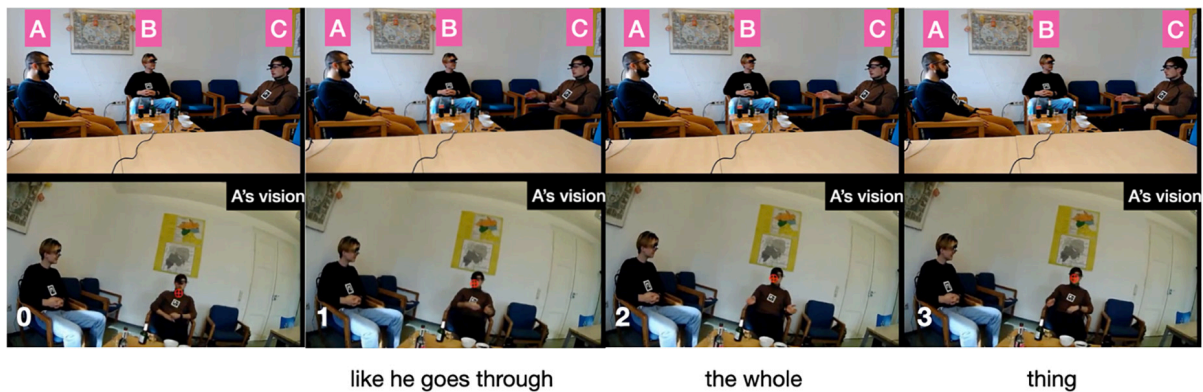 A B C A B C A B C A B C
A's vision A's vision A's vision A's vision
0 1 2 3
like he goes through the whole thing